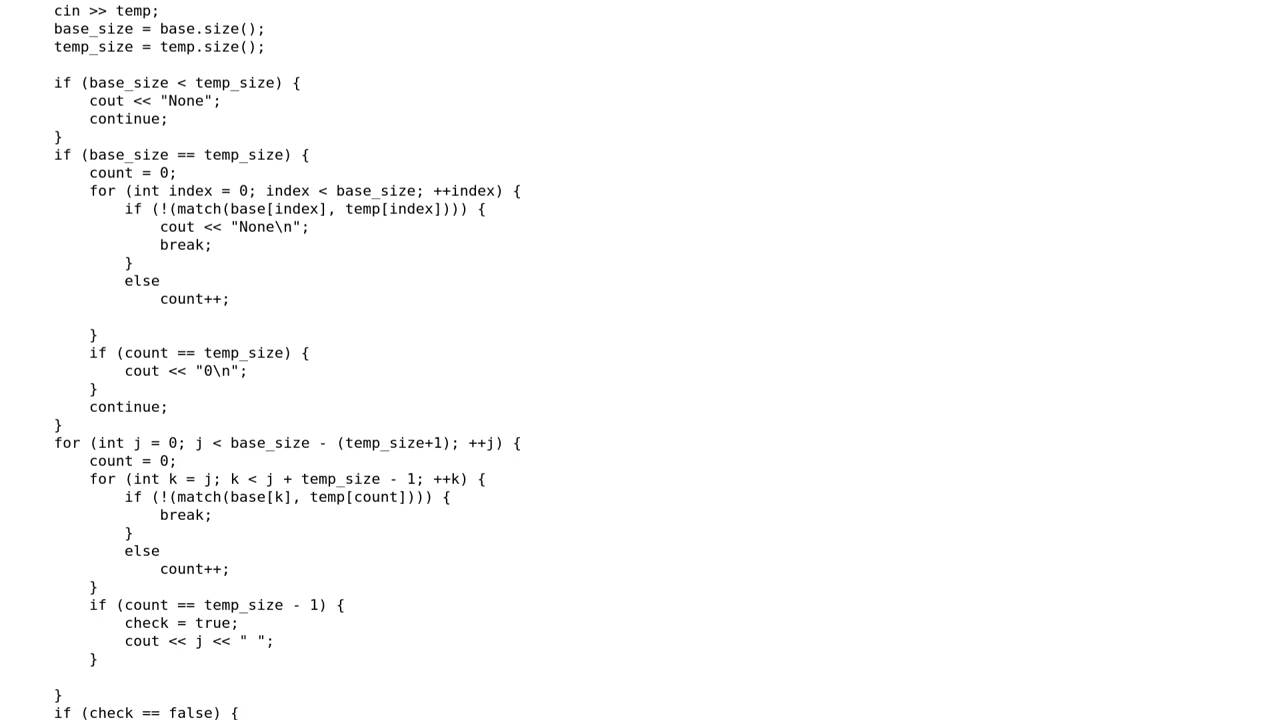 cin >> temp;
base_size = base.size();
temp_size = temp.size();
if (base_size < temp_size) {
cout << "None";
continue;
}
if (base_size == temp_size) {
count = 0;
for (int index = 0; index < base_size; ++index) {
if (!(match(base[index], temp[index]))) {
cout << "None\n";
break;
}
else
count++;
}
if (count == temp_size) {
cout << "0\n";
}
continue;
}
for (int j = 0; j < base_size - (temp_size+1); ++j) {
count = 0;
for (int k = j; k < j + temp_size - 1; ++k) {
if (!(match(base[k], temp[count]))) {
break;
}
else
count++;
}
if (count == temp_size - 1) {
check = true;
cout << j << " ";
}
}
if (check == false) {